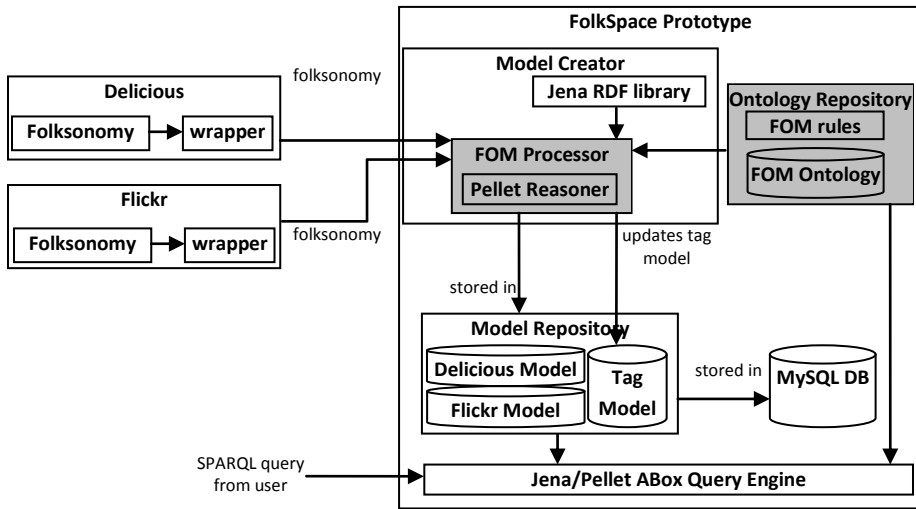 FolkSpace Prototype
folksonomy
Model Creator
Delicious
Jena RDF library
Ontology Repository
Folksonomy
wrapper
FOM rules
FOM Processor
FOM Ontology
Pellet Reasoner
Flickr
Folksonomy
wrapper
folksonomy
updates tag
model
stored in
Model Repository
Delicious Model
Flickr Model
Tag
Model
stored in
MySQL DB
SPARQL query
from user
Jena/Pellet ABox Query Engine